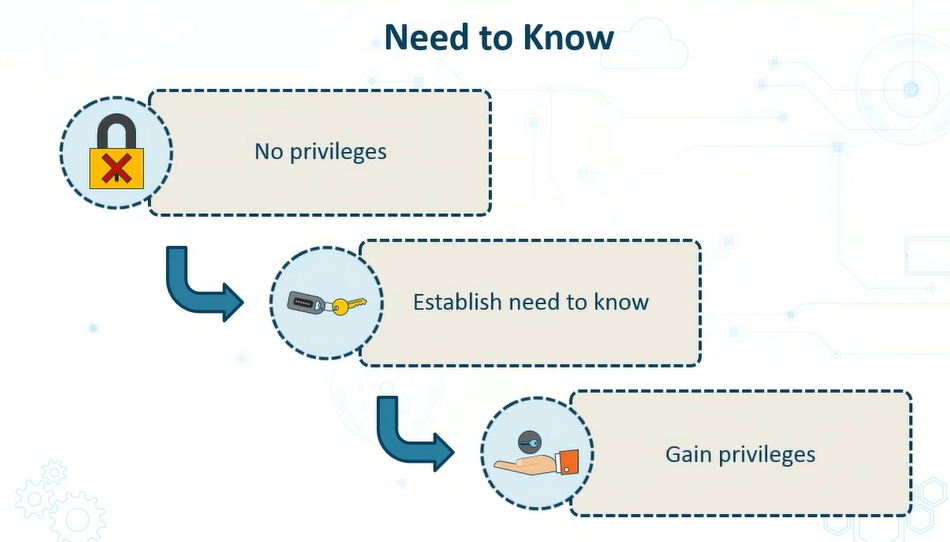 Need to Know
No privileges
Establish need to know
Gain privileges